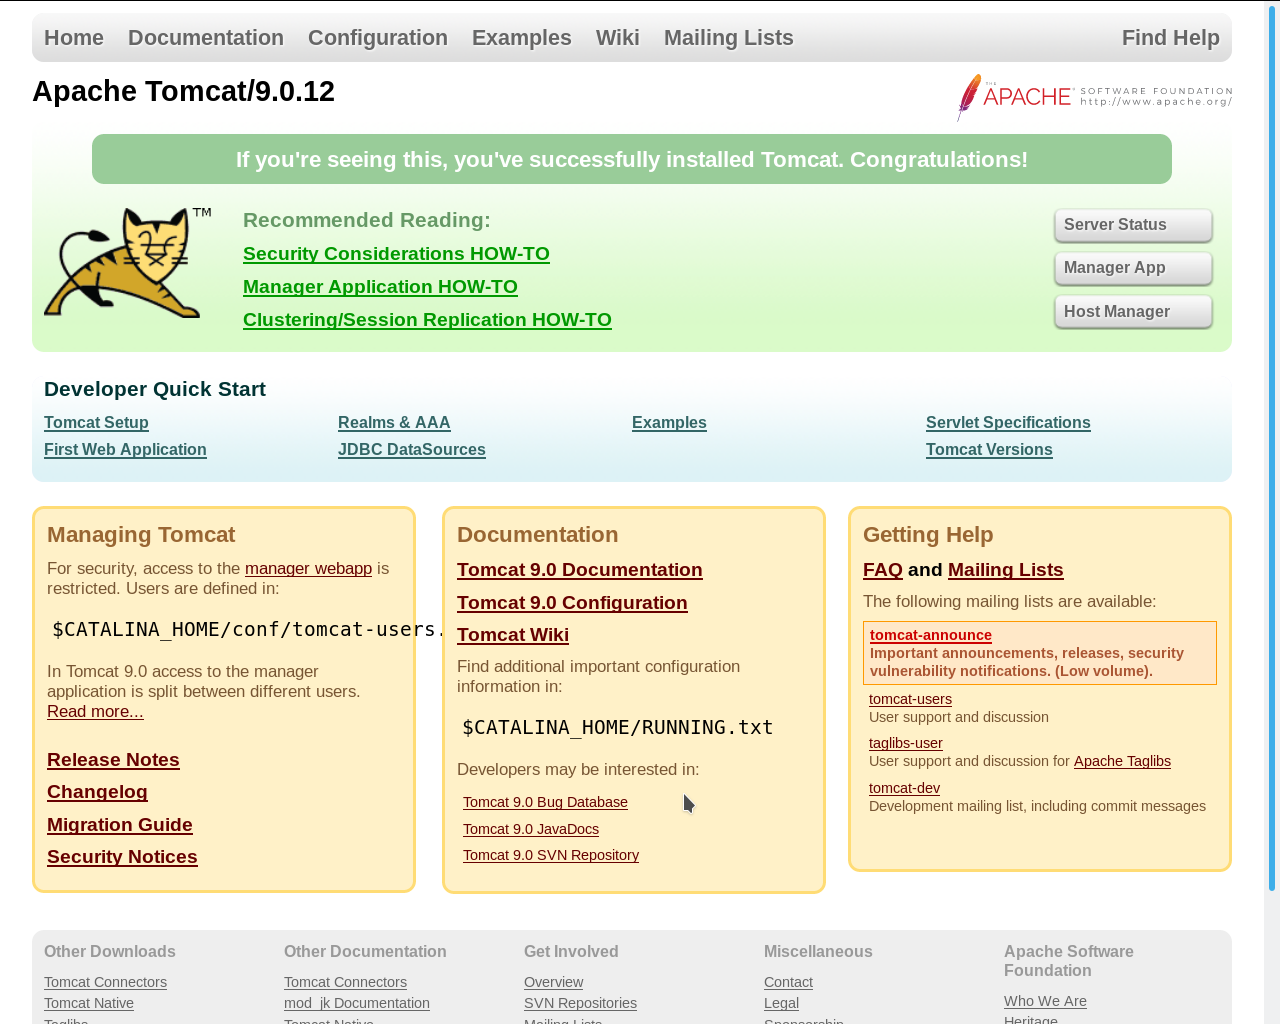 Home Documentation Configuration Examples Wiki Mailing Lists Find Help
Apache Tomcat/9.0.12
THE APACHE SOFTWARE FOUNDATION
http://www.apache.org/
If you're seeing this, you've successfully installed Tomcat. Congratulations!
TM
Recommended Reading:
Security Considerations HOW-TO
Manager Application HOW-TO
Clustering/Session Replication HOW-TO
Server Status
Manager App
Host Manager
Developer Quick Start
Tomcat Setup
First Web Application
Realms & AAA
JDBC DataSources
Examples
Servlet Specifications
Tomcat Versions
Managing Tomcat
For security, access to the manager webapp is
restricted. Users are defined in:
$CATALINA_HOME/conf/tomcat-users.
In Tomcat 9.0 access to the manager
application is split between different users.
Read more...
Release Notes
Changelog
Migration Guide
Security Notices
Documentation
Tomcat 9.0 Documentation
Tomcat 9.0 Configuration
Tomcat Wiki
Find additional important configuration
information in:
$CATALINA_HOME/RUNNING.txt
Developers may be interested in:
Tomcat 9.0 Bug Database
Tomcat 9.0 JavaDocs
Tomcat 9.0 SVN Repository
Getting Help
FAQ and Mailing Lists
The following mailing lists are available:
tomcat-announce
Important announcements, releases, security
vulnerability notifications. (Low volume).
tomcat-users
User support and discussion
taglibs-user
User support and discussion for Apache Taglibs
tomcat-dev
Development mailing list, including commit messages
Other Downloads
Tomcat Connectors
Tomcat Native
Taglibs
Other Documentation
Tomcat Connectors
mod_jk Documentation
Tomcat Native
Get Involved
Overview
SVN Repositories
Mailing Lists
Miscellaneous
Contact
Legal
Sponsorship
Apache Software
Foundation
Who We Are
Heritage